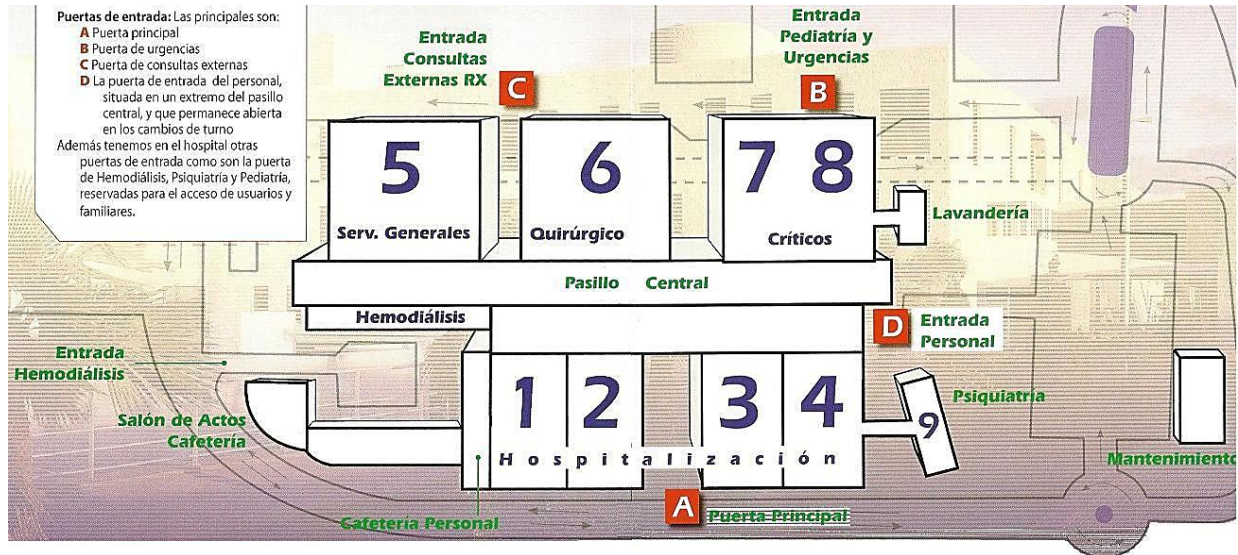 Puertas de entrada: Las principales son:
A Puerta principal
B Puerta de urgencias
C Puerta de consultas externas
D La puerta de entrada del personal,
situada en un extremo del pasillo
central, y que permanece abierta
en los cambios de turno
Además tenemos en el hospital otras
puertas de entrada como son la puerta
de Hemodiálisis, Psiquiatría y Pediatría,
reservadas para el acceso de usuarios y
familiares.
Entrada
Consultas
Externas RX
C
Entrada
Pediatría y
Urgencias
B
5
Serv. Generales
6
Quirúrgico
7 8
Críticos
Lavandería
Pasillo Central
Hemodiálisis
D
Entrada
Personal
Entrada
Hemodiálisis
Salón de Actos
Cafetería
1 2 3 4
Hospitalización
9
Psiquiatría
Mantenimiento
Cafetería Personal
A
Puerta Principal